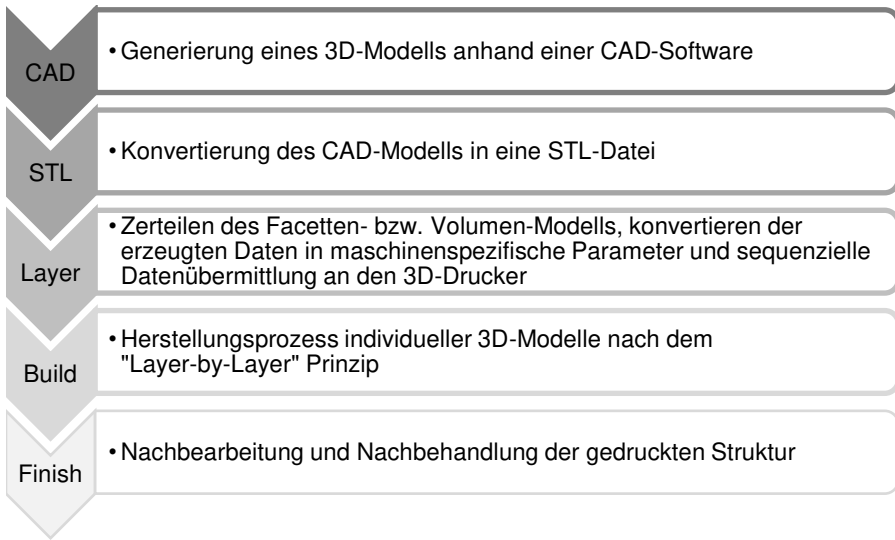 CAD
• Generierung eines 3D-Modells anhand einer CAD-Software
STL
• Konvertierung des CAD-Modells in eine STL-Datei
Layer
• Zerteilen des Facetten- bzw. Volumen-Modells, konvertieren der
erzeugten Daten in maschinenspezifische Parameter und sequenzielle
Datenübermittlung an den 3D-Drucker
Build
• Herstellungsprozess individueller 3D-Modelle nach dem
"Layer-by-Layer" Prinzip
Finish
• Nachbearbeitung und Nachbehandlung der gedruckten Struktur